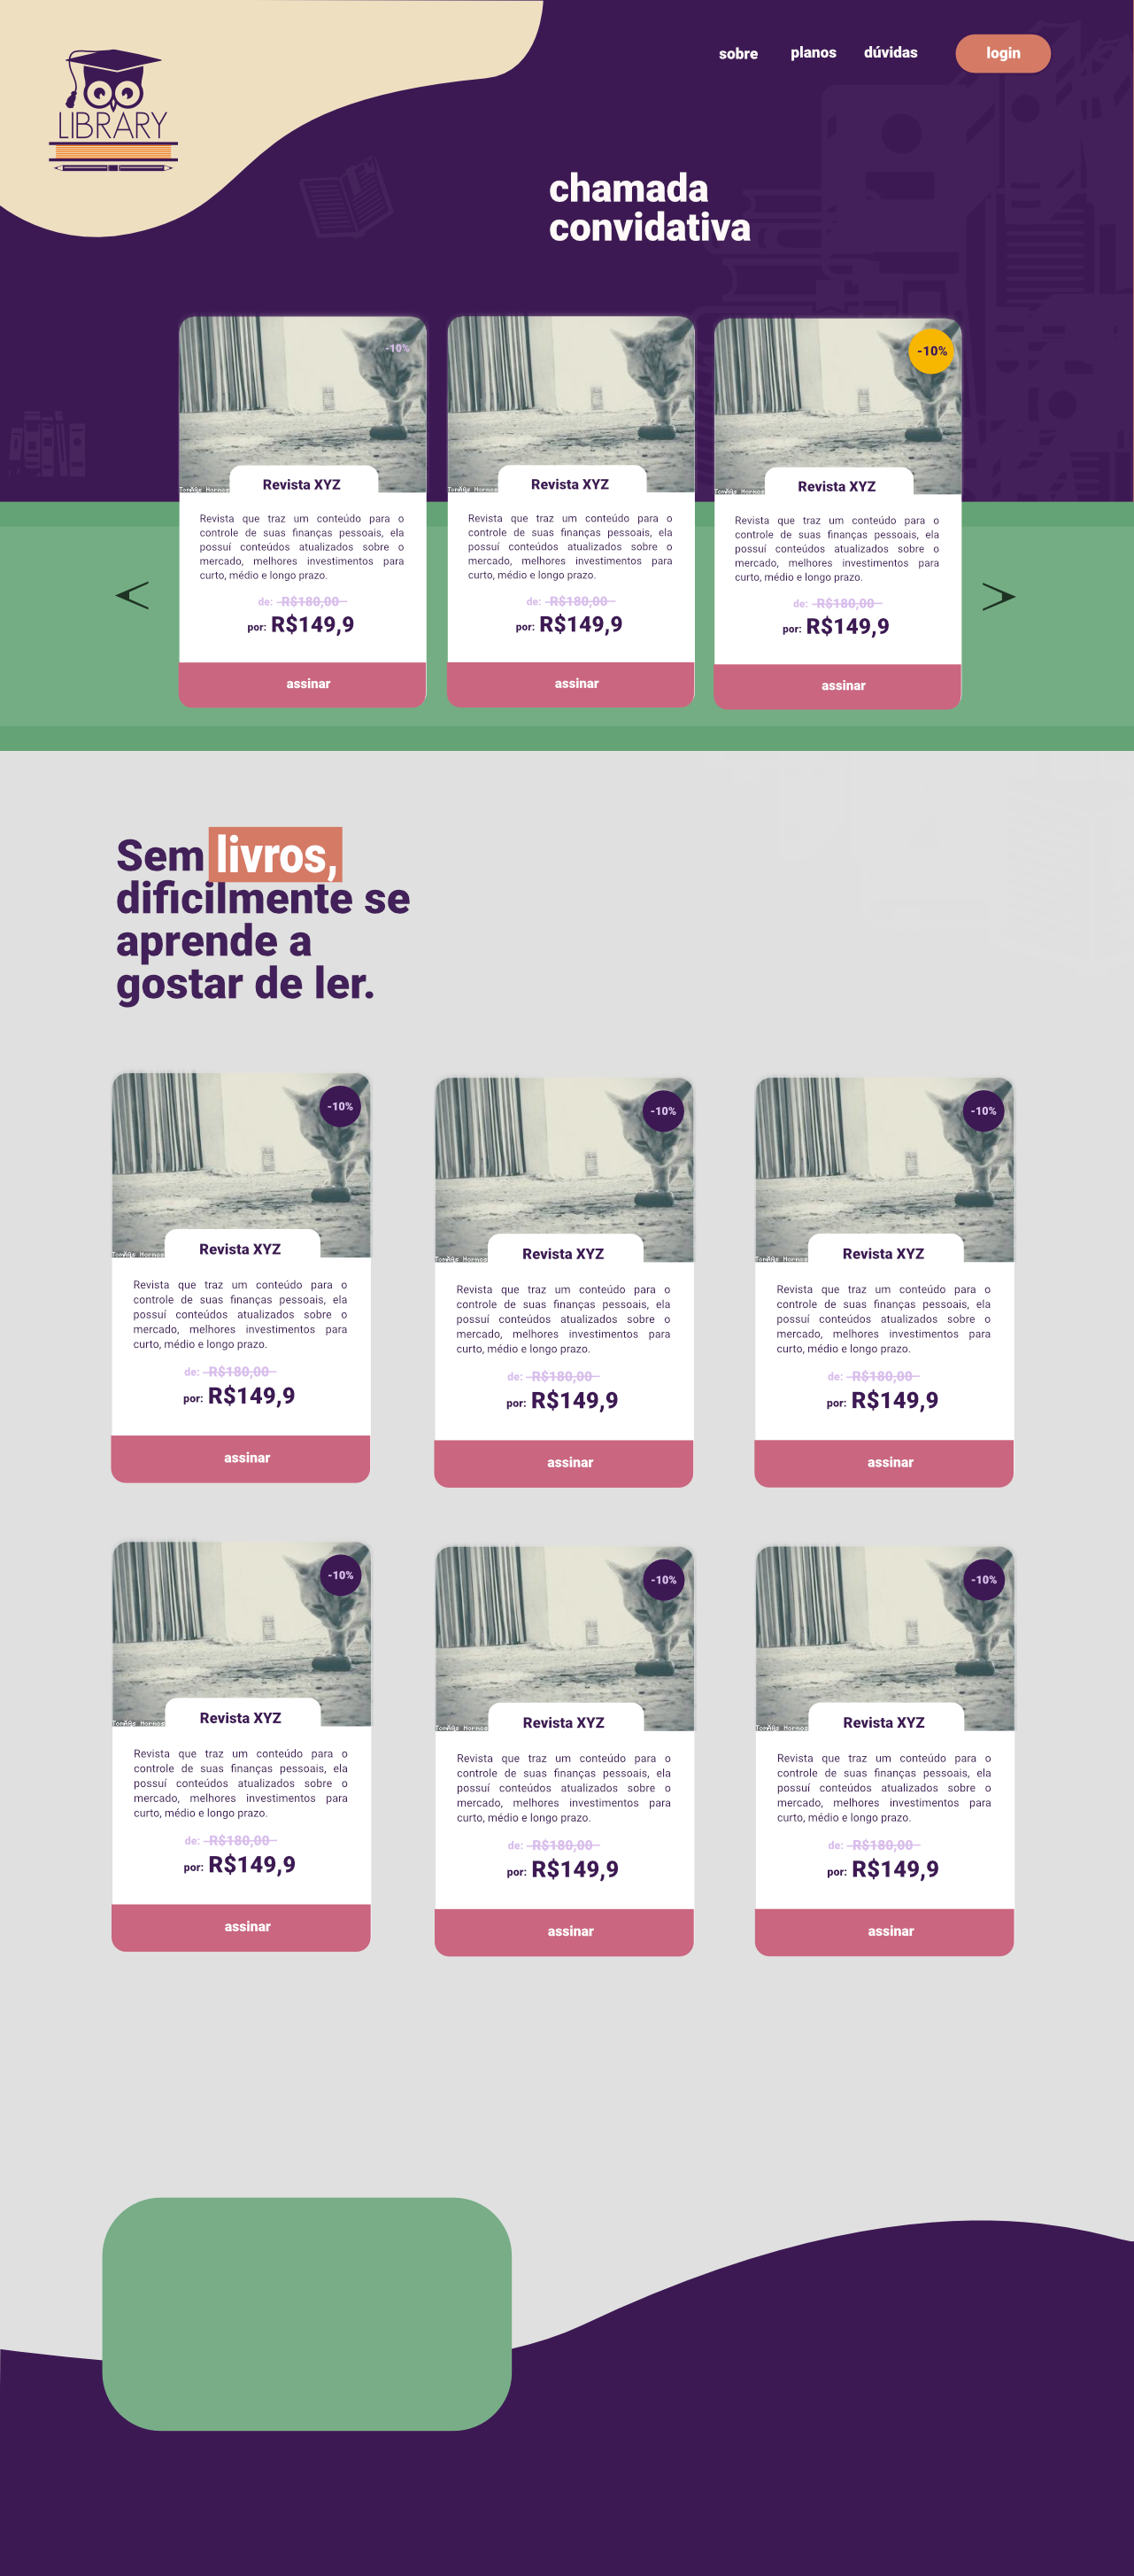 sobre planos dúvidas login
LIBRARY
chamada
convidativa
-10%
Revista XYZ
Revista que traz um conteúdo para o
controle de suas finanças pessoais, ela
possuí conteúdos atualizados sobre o
mercado, melhores investimentos para
curto, médio e longo prazo.
de: R$180,00
por: R$149,9
assinar
Revista XYZ
Revista que traz um conteúdo para o
controle de suas finanças pessoais, ela
possuí conteúdos atualizados sobre o
mercado, melhores investimentos para
curto, médio e longo prazo.
de: R$180,00
por: R$149,9
assinar
-10%
Revista XYZ
Revista que traz um conteúdo para o
controle de suas finanças pessoais, ela
possuí conteúdos atualizados sobre o
mercado, melhores investimentos para
curto, médio e longo prazo.
de: R$180,00
por: R$149,9
assinar
< >
Sem livros,
dificilmente se
aprende a
gostar de ler.
-10%
Revista XYZ
Revista que traz um conteúdo para o
controle de suas finanças pessoais, ela
possuí conteúdos atualizados sobre o
mercado, melhores investimentos para
curto, médio e longo prazo.
de: R$180,00
por: R$149,9
assinar
-10%
Revista XYZ
Revista que traz um conteúdo para o
controle de suas finanças pessoais, ela
possuí conteúdos atualizados sobre o
mercado, melhores investimentos para
curto, médio e longo prazo.
de: R$180,00
por: R$149,9
assinar
-10%
Revista XYZ
Revista que traz um conteúdo para o
controle de suas finanças pessoais, ela
possuí conteúdos atualizados sobre o
mercado, melhores investimentos para
curto, médio e longo prazo.
de: R$180,00
por: R$149,9
assinar
-10%
Revista XYZ
Revista que traz um conteúdo para o
controle de suas finanças pessoais, ela
possuí conteúdos atualizados sobre o
mercado, melhores investimentos para
curto, médio e longo prazo.
de: R$180,00
por: R$149,9
assinar
-10%
Revista XYZ
Revista que traz um conteúdo para o
controle de suas finanças pessoais, ela
possuí conteúdos atualizados sobre o
mercado, melhores investimentos para
curto, médio e longo prazo.
de: R$180,00
por: R$149,9
assinar
-10%
Revista XYZ
Revista que traz um conteúdo para o
controle de suas finanças pessoais, ela
possuí conteúdos atualizados sobre o
mercado, melhores investimentos para
curto, médio e longo prazo.
de: R$180,00
por: R$149,9
assinar